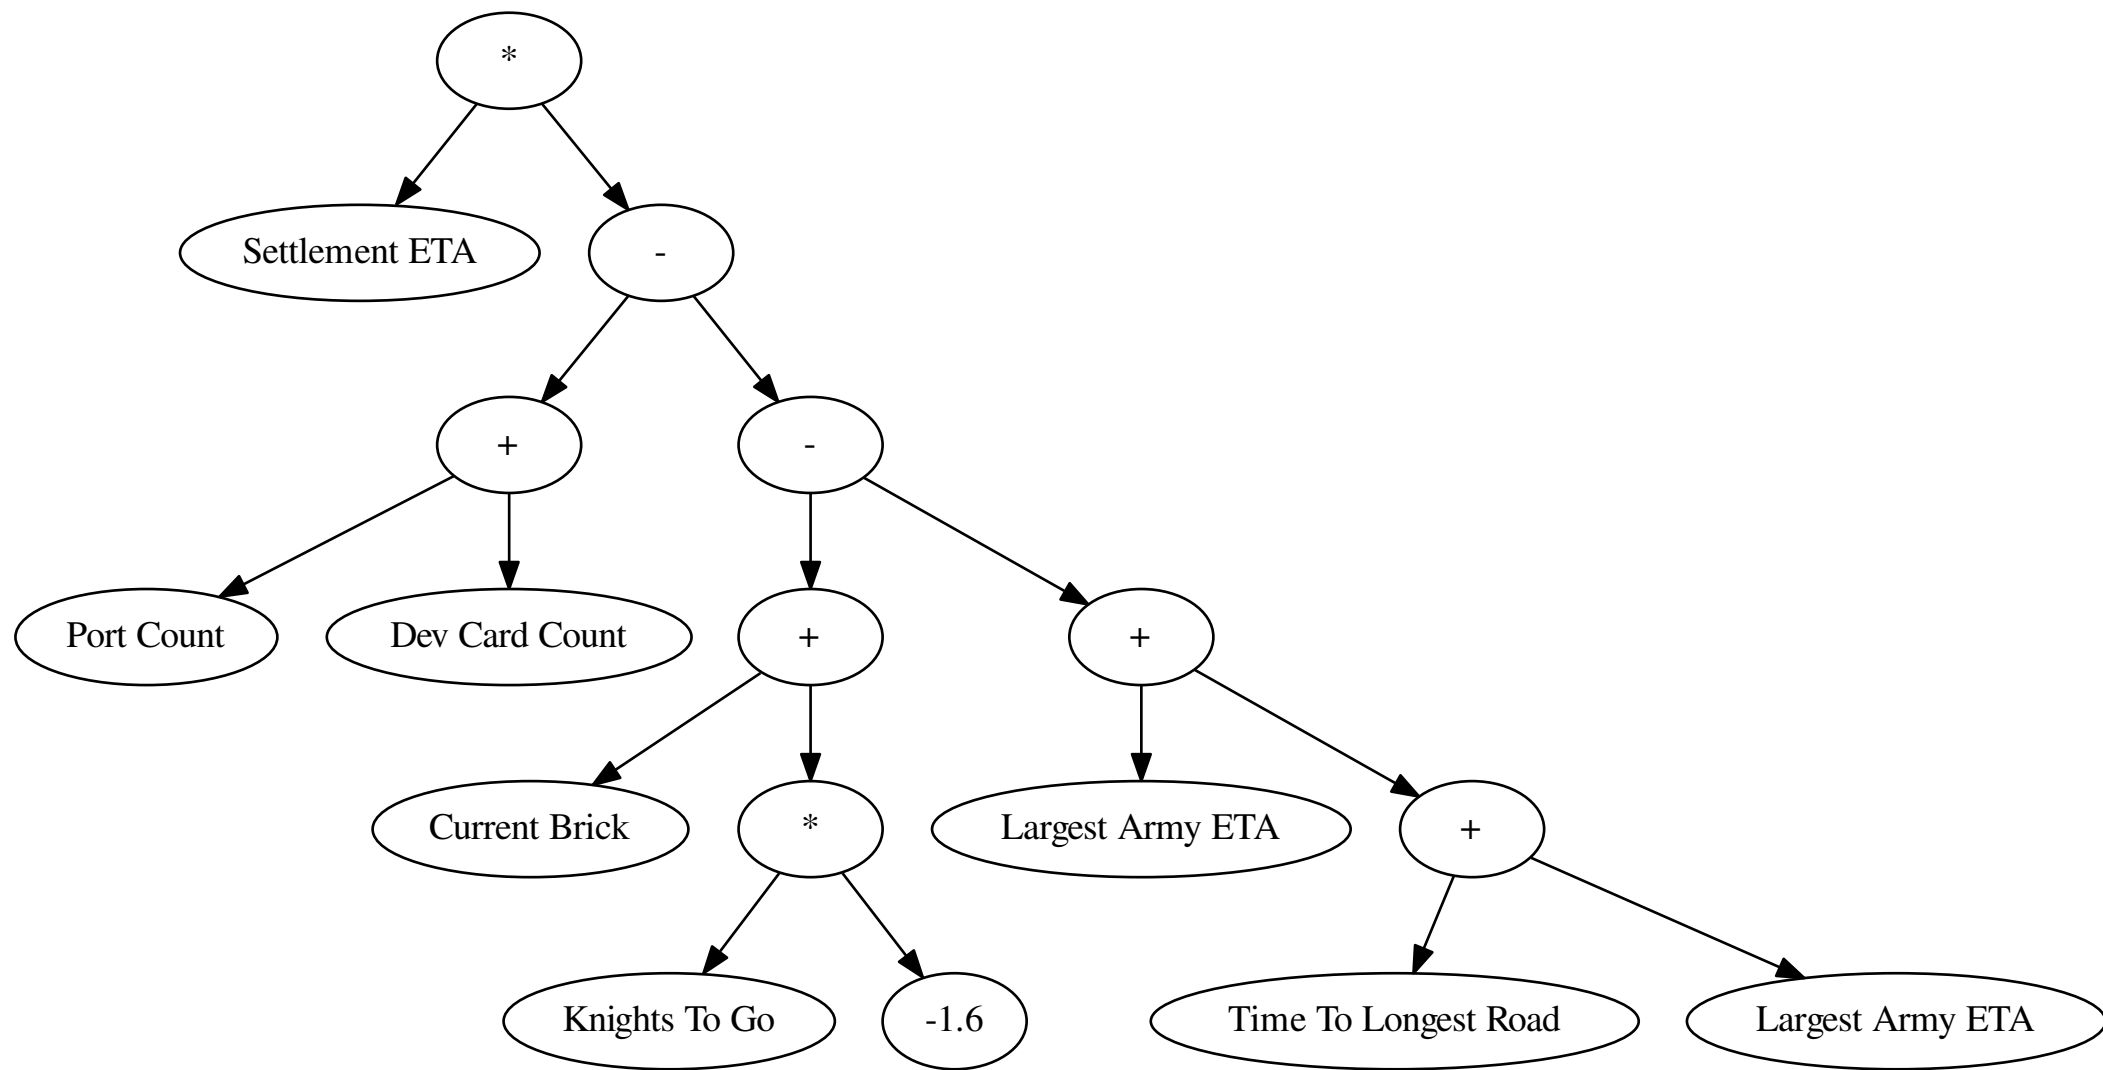 *
Settlement ETA
-
+
-
Port Count
Dev Card Count
+
+
Current Brick
*
Largest Army ETA
+
Knights To Go
-1.6
Time To Longest Road
Largest Army ETA